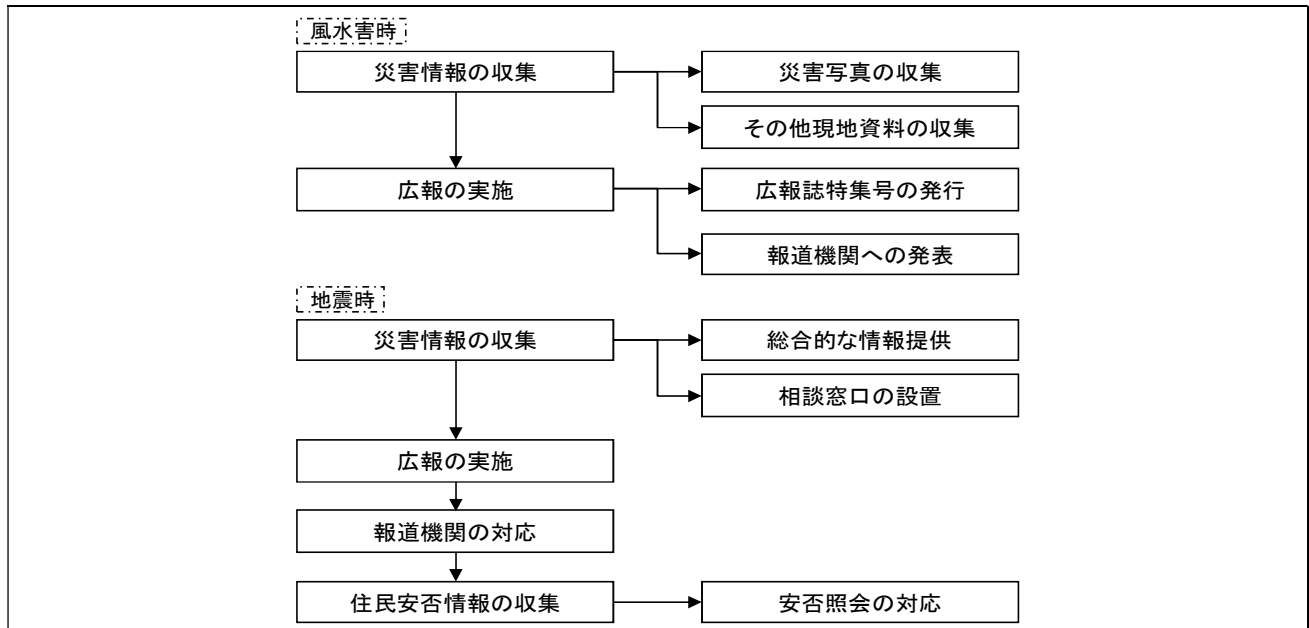 風水害時
災害情報の収集
災害写真の収集
その他現地資料の収集
広報の実施
広報誌特集号の発行
報道機関への発表
地震時
災害情報の収集
総合的な情報提供
相談窓口の設置
広報の実施
報道機関の対応
住民安否情報の収集
安否照会の対応